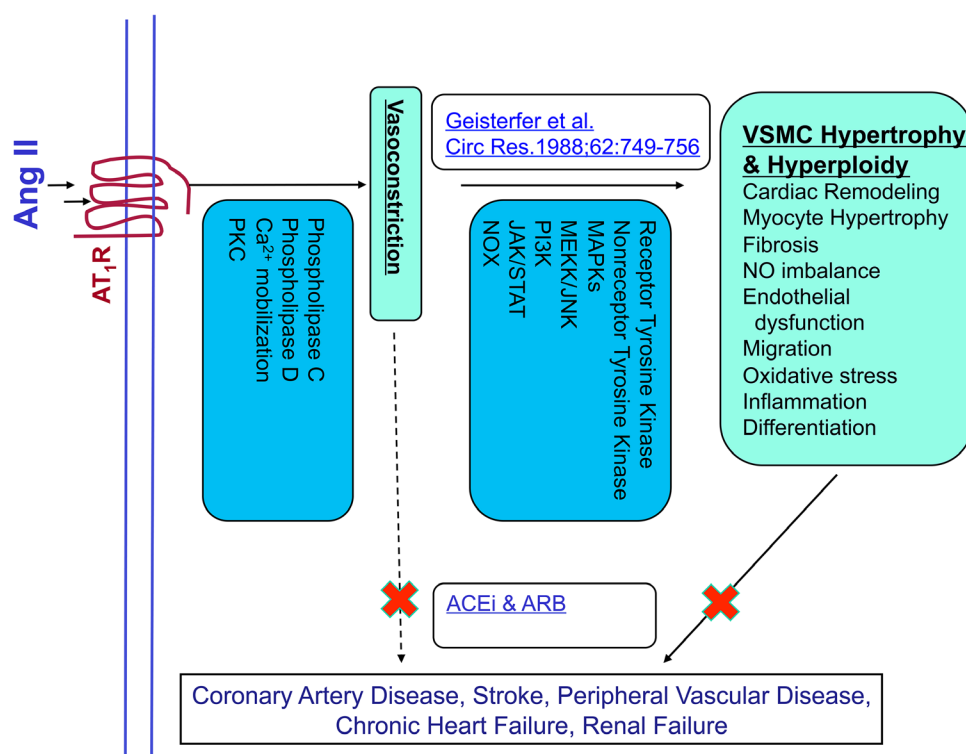 Ang II
AT₁R
Phospholipase C
Phospholipase D
Ca²⁺ mobilization
PKC
Vasoconstriction
Geisterfer et al.
Circ Res.1988;62:749-756
Receptor Tyrosine Kinase
Nonreceptor Tyrosine Kinase
MAPKs
MEKK/JNK
PI3K
JAK/STAT
NOX
VSMC Hypertrophy
& Hyperploidy
Cardiac Remodeling
Myocyte Hypertrophy
Fibrosis
NO imbalance
Endothelial
dysfunction
Migration
Oxidative stress
Inflammation
Differentiation
ACEi & ARB
Coronary Artery Disease, Stroke, Peripheral Vascular Disease,
Chronic Heart Failure, Renal Failure